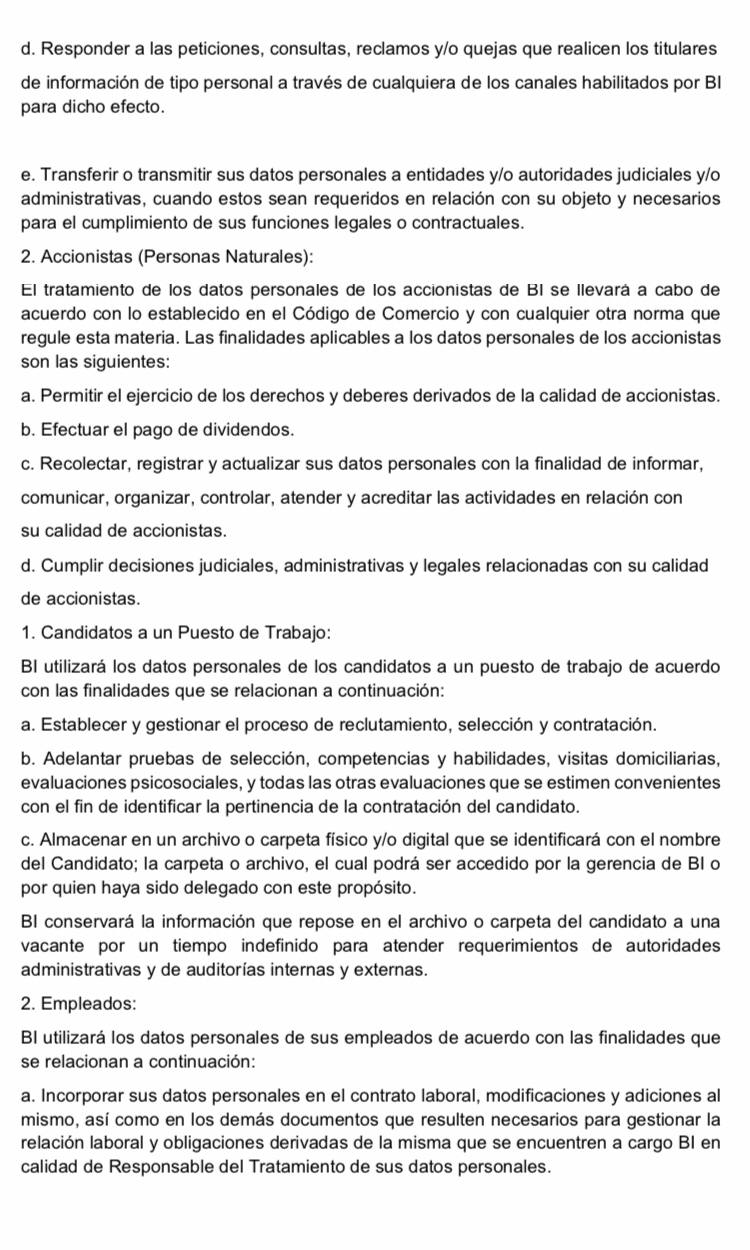 d. Responder a las peticiones, consultas, reclamos y/o quejas que realicen los titulares
de información de tipo personal a través de cualquiera de los canales habilitados por BI
para dicho efecto.
e. Transferir o transmitir sus datos personales a entidades y/o autoridades judiciales y/o
administrativas, cuando estos sean requeridos en relación con su objeto y necesarios
para el cumplimiento de sus funciones legales o contractuales.
2. Accionistas (Personas Naturales):
El tratamiento de los datos personales de los accionistas de BI se llevará a cabo de
acuerdo con lo establecido en el Código de Comercio y con cualquier otra norma que
regule esta materia. Las finalidades aplicables a los datos personales de los accionistas
son las siguientes:
a. Permitir el ejercicio de los derechos y deberes derivados de la calidad de accionistas.
b. Efectuar el pago de dividendos.
c. Recolectar, registrar y actualizar sus datos personales con la finalidad de informar,
comunicar, organizar, controlar, atender y acreditar las actividades en relación con
su calidad de accionistas.
d. Cumplir decisiones judiciales, administrativas y legales relacionadas con su calidad
de accionistas.
1. Candidatos a un Puesto de Trabajo:
BI utilizará los datos personales de los candidatos a un puesto de trabajo de acuerdo
con las finalidades que se relacionan a continuación:
a. Establecer y gestionar el proceso de reclutamiento, selección y contratación.
b. Adelantar pruebas de selección, competencias y habilidades, visitas domiciliarias,
evaluaciones psicosociales, y todas las otras evaluaciones que se estimen convenientes
con el fin de identificar la pertinencia de la contratación del candidato.
c. Almacenar en un archivo o carpeta físico y/o digital que se identificará con el nombre
del Candidato; la carpeta o archivo, el cual podrá ser accedido por la gerencia de BI o
por quien haya sido delegado con este propósito.
BI conservará la información que repose en el archivo o carpeta del candidato a una
vacante por un tiempo indefinido para atender requerimientos de autoridades
administrativas y de auditorías internas y externas.
2. Empleados:
BI utilizará los datos personales de sus empleados de acuerdo con las finalidades que
se relacionan a continuación:
a. Incorporar sus datos personales en el contrato laboral, modificaciones y adiciones al
mismo, así como en los demás documentos que resulten necesarios para gestionar la
relación laboral y obligaciones derivadas de la misma que se encuentren a cargo BI en
calidad de Responsable del Tratamiento de sus datos personales.